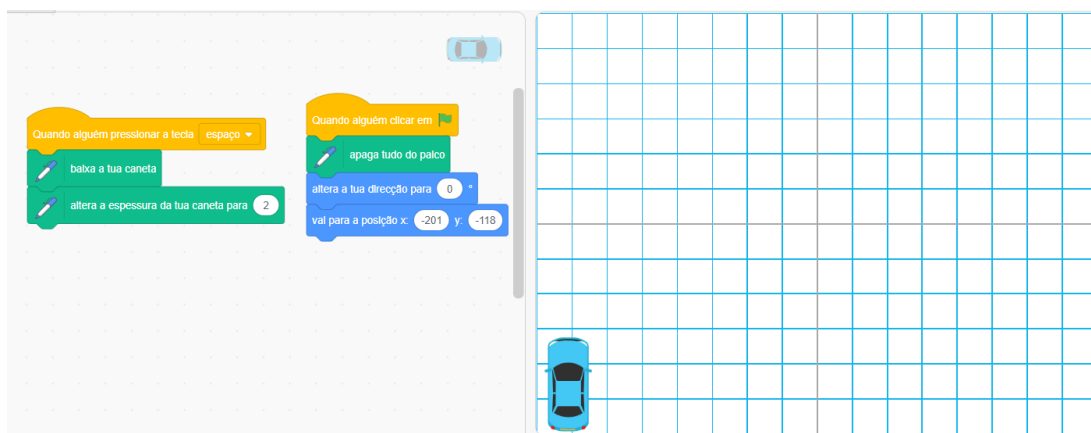 Quando alguém pressionar a tecla espaço
baixa a tua caneta
altera a espessura da tua caneta para 2
Quando alguém clicar em
apaga tudo do palco
altera a tua direcção para 0 °
vai para a posição x: -201 y: -118